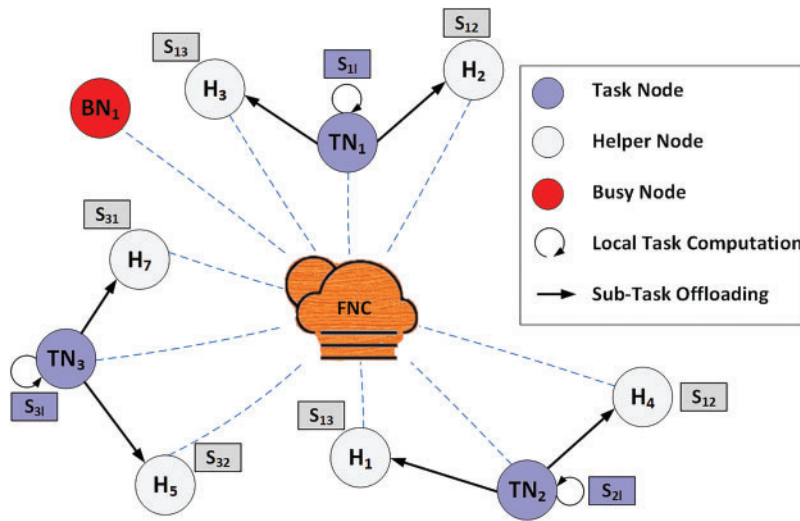 S12
S13
S1l
H2
H3
BN1
TN1
Task Node
Helper Node
Busy Node
Local Task Computation
Sub-Task Offloading
S31
H7
FNC
TN3
S3l
S32
H5
S13
H1
H4
S12
TN2
S2l